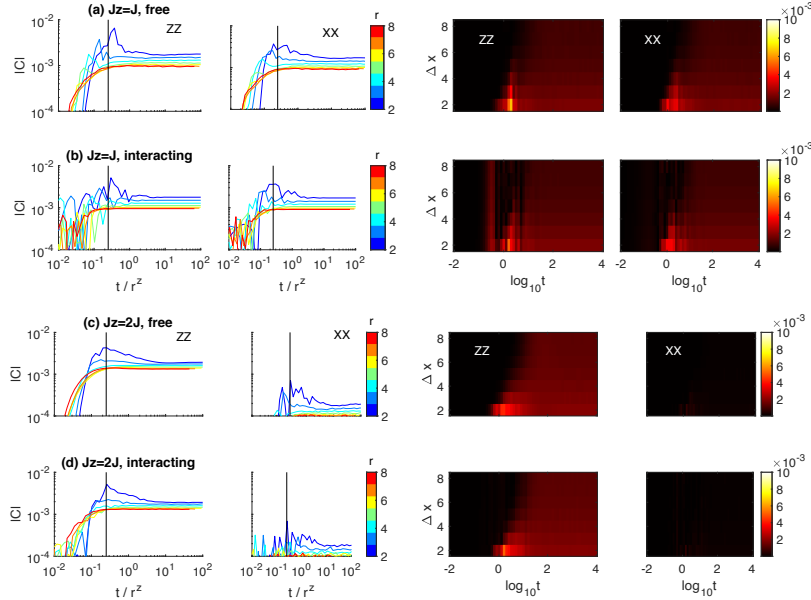 (a) Jz=J, free
ZZ
XX
r
|C|
10^-2
10^-3
10^-4
8
6
4
2
ZZ
XX
Δ x
8
6
4
2
×10^-3
10
8
6
4
2
0
(b) Jz=J, interacting
r
|C|
10^-2
10^-3
10^-4
8
6
4
2
10^-2 10^-1 10^0 10^1 10^2
t / r^z
10^-2 10^-1 10^0 10^1 10^2
t / r^z
Δ x
8
6
4
2
-2 0 2 4
log10t
-2 0 2 4
log10t
×10^-3
10
8
6
4
2
0
(c) Jz=2J, free
ZZ
XX
r
|C|
10^-2
10^-3
10^-4
8
6
4
2
ZZ
XX
Δ x
8
6
4
2
×10^-3
10
8
6
4
2
0
(d) Jz=2J, interacting
r
|C|
10^-2
10^-3
10^-4
8
6
4
2
10^-2 10^-1 10^0 10^1 10^2
t / r^z
10^-2 10^-1 10^0 10^1 10^2
t / r^z
Δ x
8
6
4
2
-2 0 2 4
log10t
-2 0 2 4
log10t
×10^-3
10
8
6
4
2
0